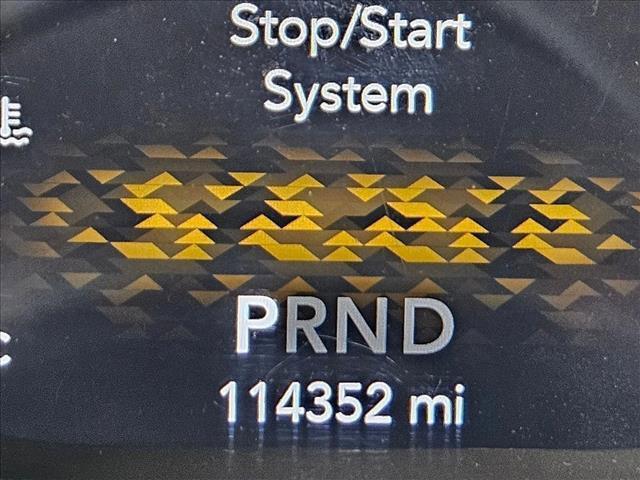 Stop/Start
System
PRND
114352 mi